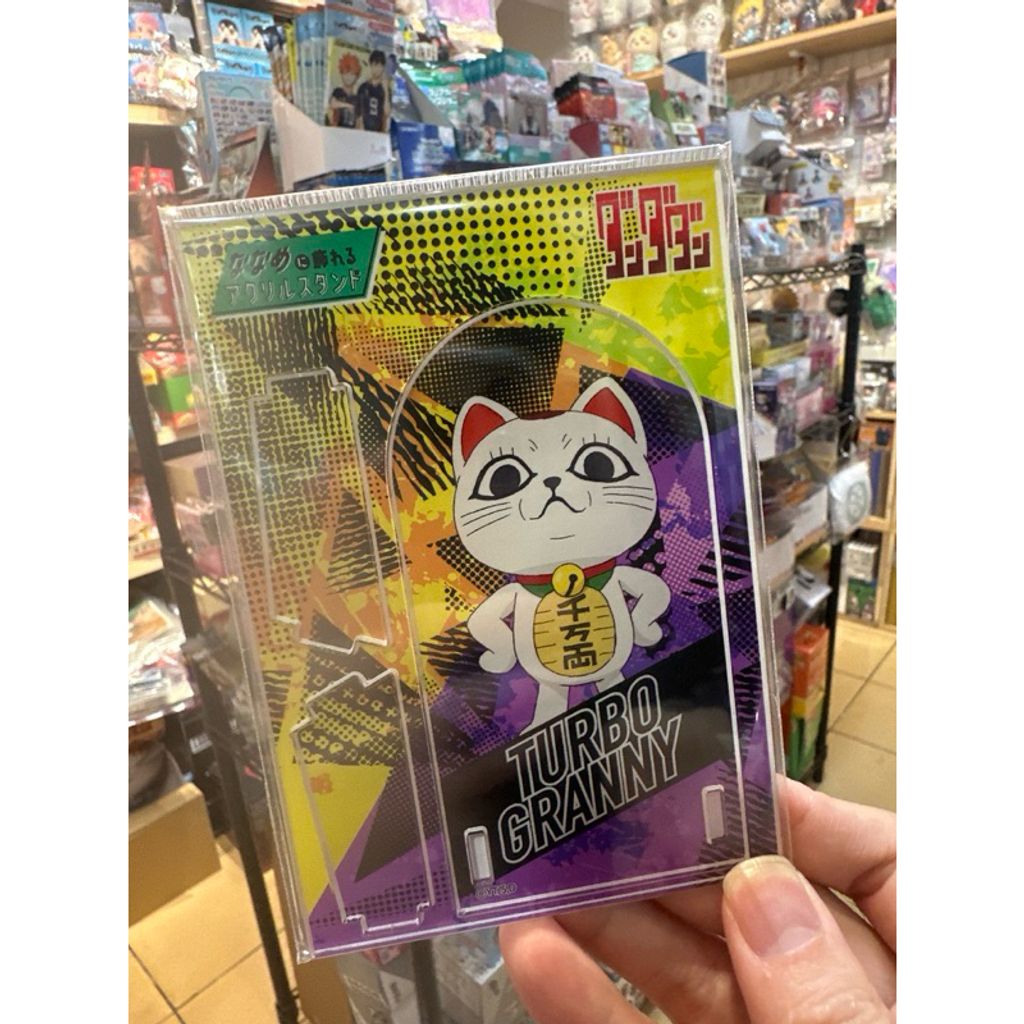 ななめに飾れる
アクリルスタンド
ダンダダン
千万両
TURBO
GRANNY